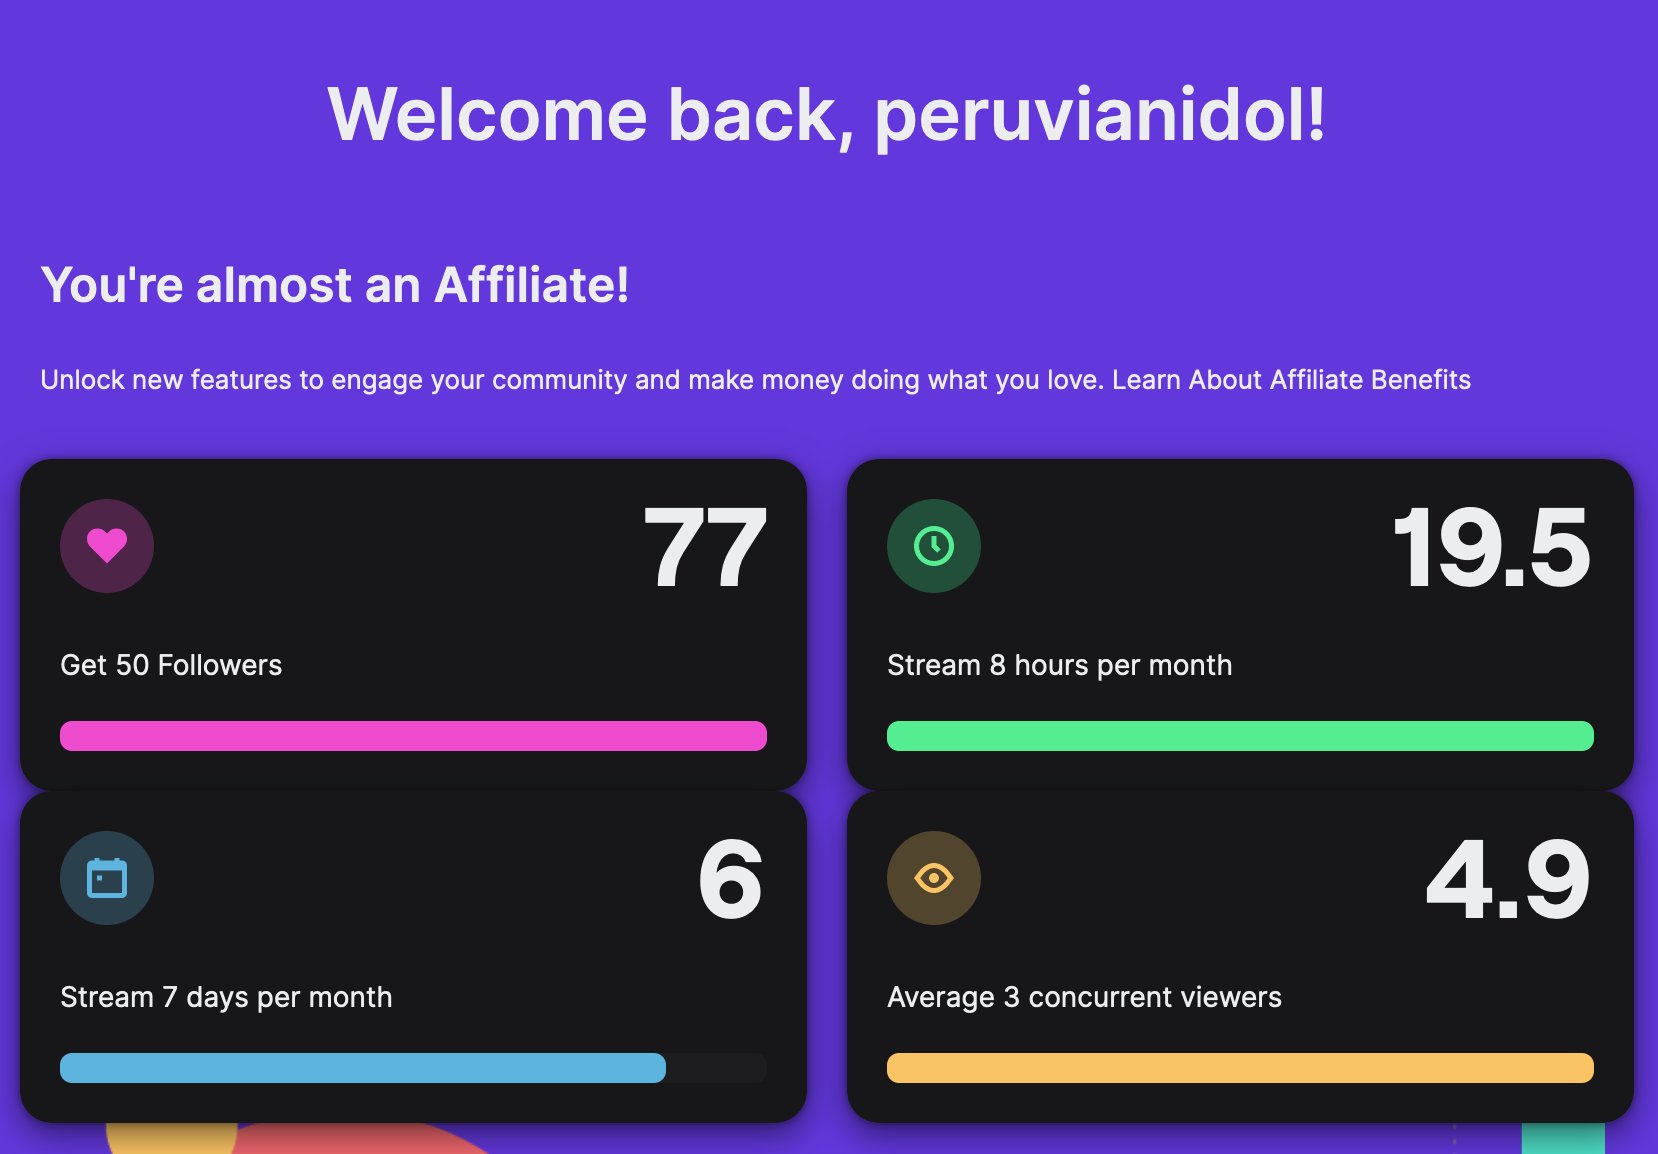 Welcome back, peruvianidol!
You're almost an Affiliate!
Unlock new features to engage your community and make money doing what you love. Learn About Affiliate Benefits
77
Get 50 Followers
19.5
Stream 8 hours per month
6
Stream 7 days per month
4.9
Average 3 concurrent viewers